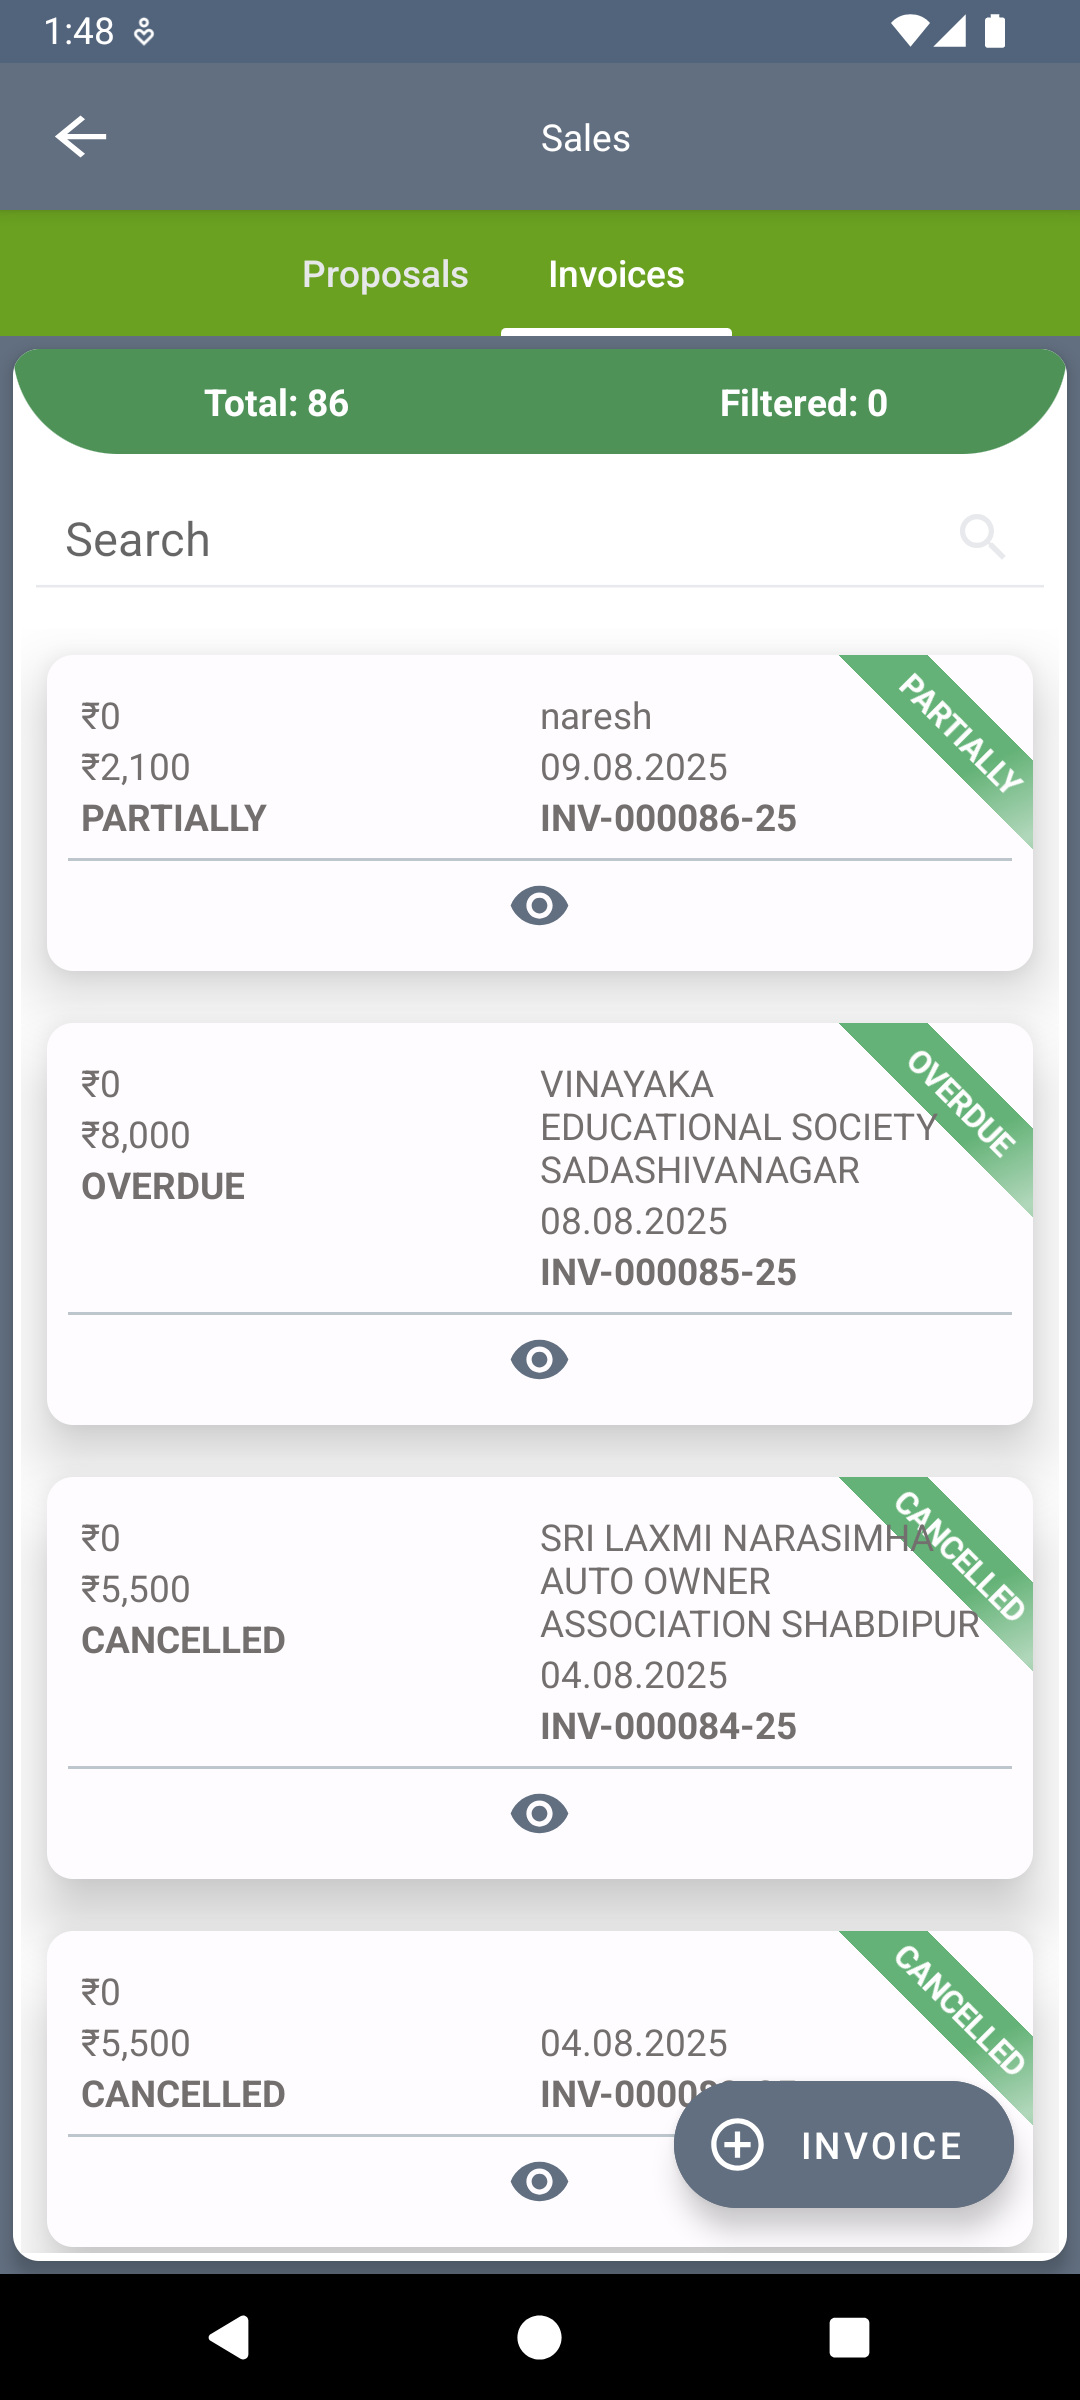 1:48
Sales
Proposals
Invoices
Total: 86
Filtered: 0
Search
₹0
₹2,100
PARTIALLY
naresh
09.08.2025
INV-000086-25
PARTIALLY
₹0
₹8,000
OVERDUE
VINAYAKA
EDUCATIONAL SOCIETY
SADASHIVANAGAR
08.08.2025
INV-000085-25
OVERDUE
₹0
₹5,500
CANCELLED
SRI LAXMI NARASIMHA
AUTO OWNER
ASSOCIATION SHABDIPUR
04.08.2025
INV-000084-25
CANCELLED
₹0
₹5,500
CANCELLED
04.08.2025
CANCELLED
INVOICE